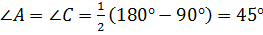 ∠A = ∠C = 1/2 (180° − 90°) = 45°